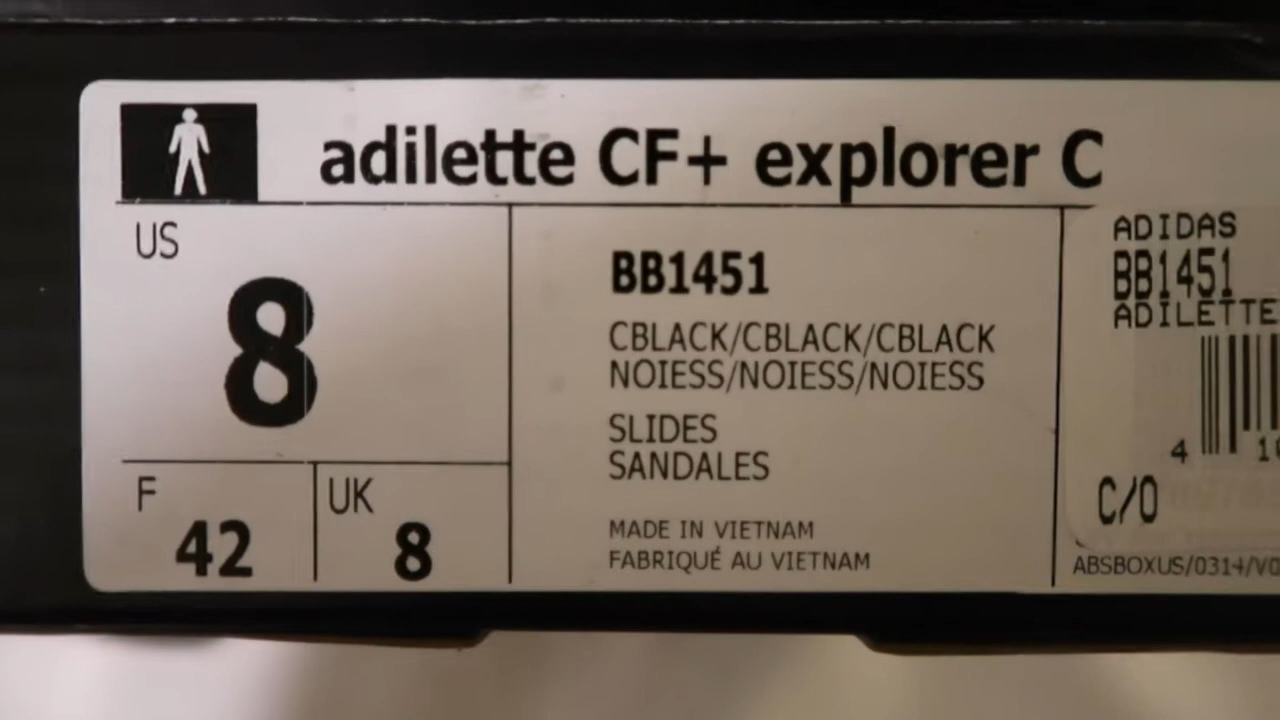 adilette CF+ explorer C
US
8
F
42
UK
8
BB1451
CBLACK/CBLACK/CBLACK
NOIESS/NOIESS/NOIESS
SLIDES
SANDALES
MADE IN VIETNAM
FABRIQUÉ AU VIETNAM
ADIDAS
BB1451
ADILETTE
4
C/O
ABSBOXUS/0314/V0